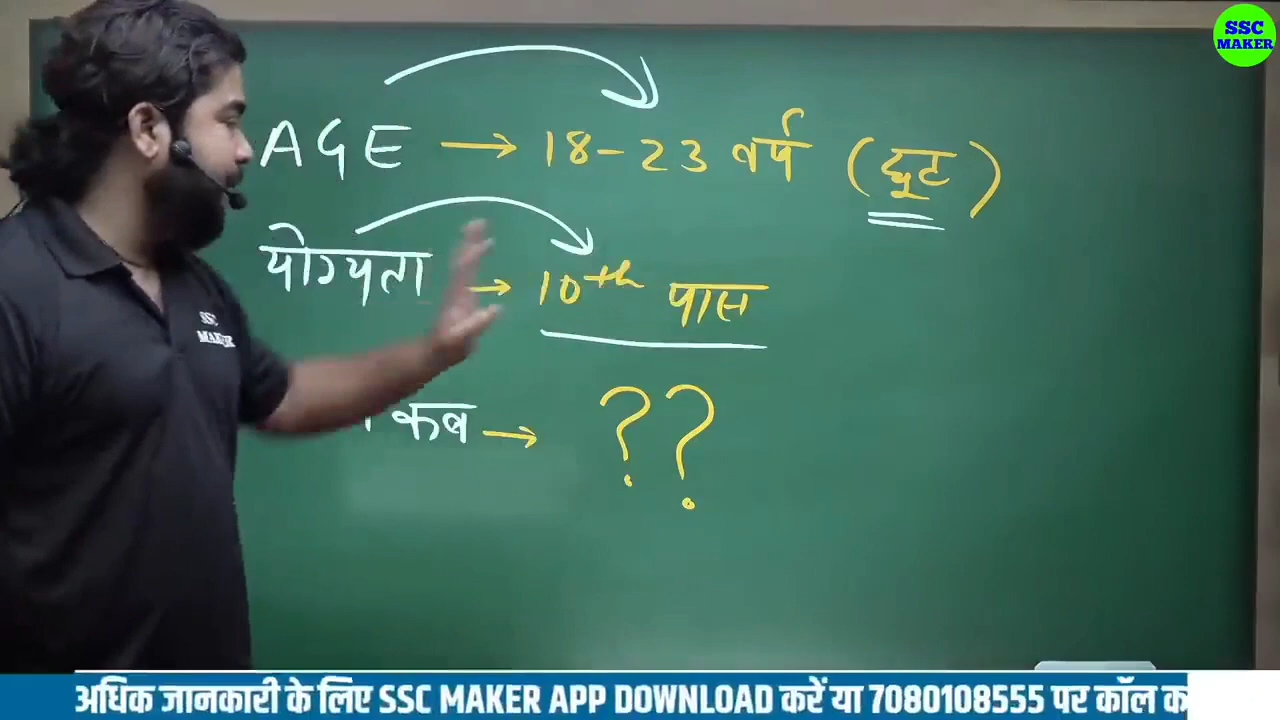 SSC
MAKER
AGE → 18-23 वर्ष (छूट)
योग्यता → 10th पास
SSC
MAKER
कब → ??
अधिक जानकारी के लिए SSC MAKER APP DOWNLOAD करें या 7080108555 पर कॉल क